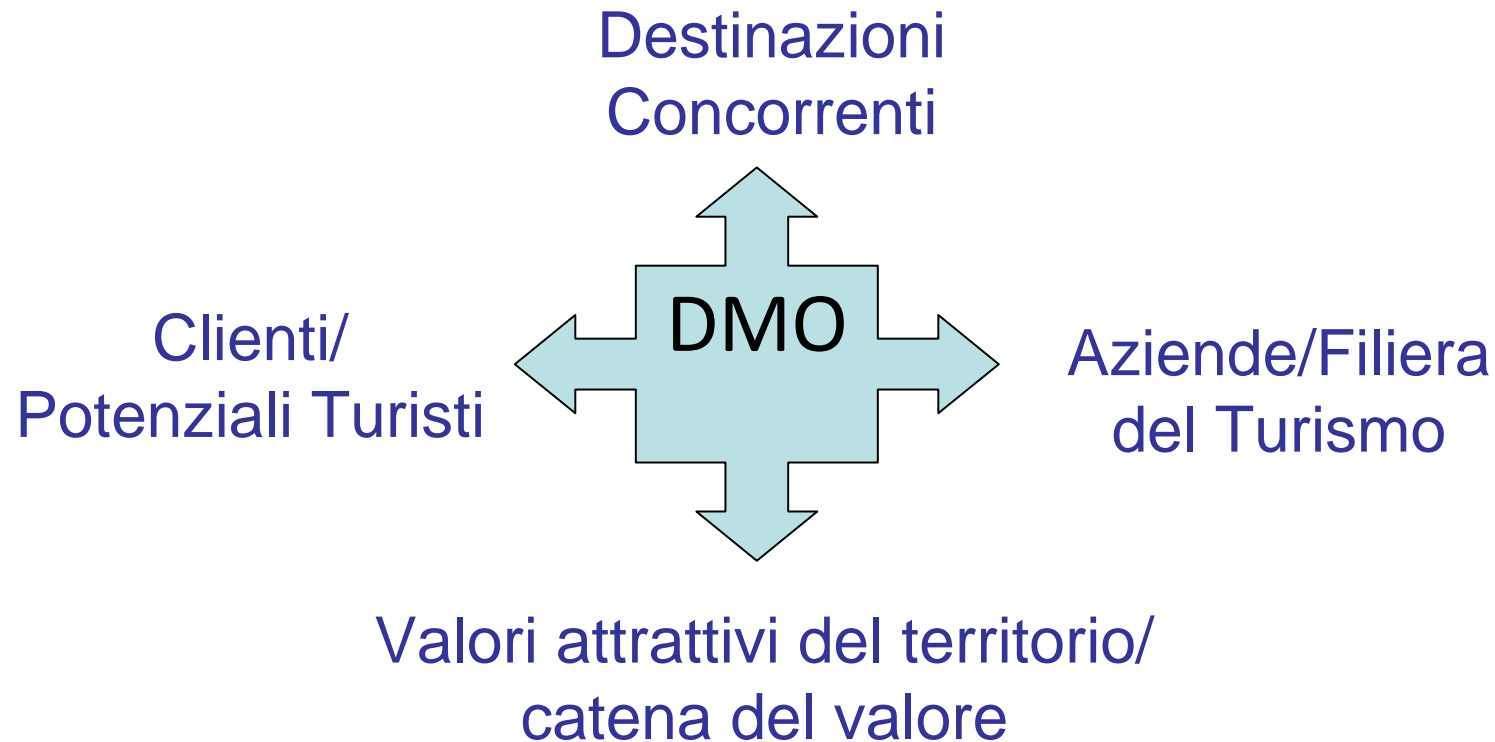 Destinazioni
Concorrenti
DMO
Clienti/
Potenziali Turisti
Aziende/Filiera
del Turismo
Valori attrattivi del territorio/
catena del valore